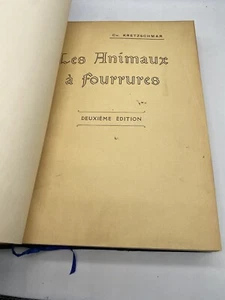 Ch. KRETZSCHMAR
Les Animaux
à fourrures
DEUXIÈME ÉDITION